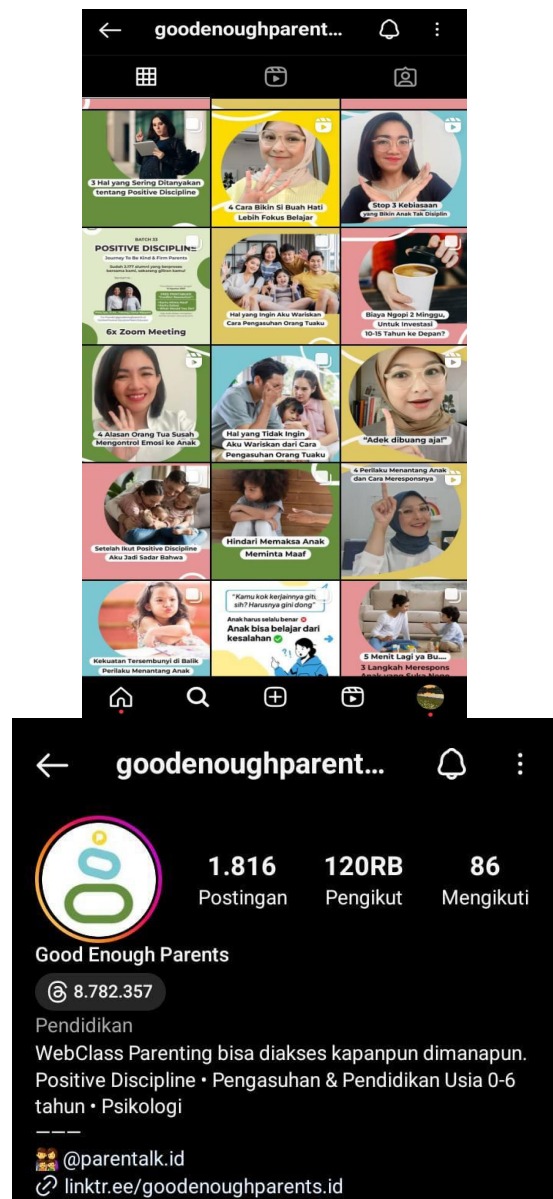 goodenoughparent...
3 Hal yang Sering Ditanyakan
tentang Positive Discipline
4 Cara Bikin Si Buah Hati
Lebih Fokus Belajar
Stop 3 Kebiasaan
yang Bikin Anak Tak Disiplin
BATCH 33
POSITIVE DISCIPLINE
Journey To Be Kind & Firm Parents
6x Zoom Meeting
Hal yang Ingin Aku Wariskan
Cara Pengasuhan Orang Tuaku
Biaya Ngopi 2 Minggu,
Untuk Investasi
10-15 Tahun ke Depan?
4 Alasan Orang Tua Susah
Mengontrol Emosi ke Anak
Hal yang Tidak Ingin
Aku Wariskan dari Cara
Pengasuhan Orang Tuaku
"Adek dibuang aja!"
Setelah Ikut Positive Discipline
Aku Jadi Sadar Bahwa
Hindari Memaksa Anak
Meminta Maaf
4 Perilaku Menantang Anak
dan Cara Meresponsnya
Kekuatan Tersembunyi di Balik
Perilaku Menantang Anak
"Kamu kok kerjainnya gitu
sih? Harusnya gini dong"
Anak harus selalu benar
Anak bisa belajar dari
kesalahan
5 Menit Lagi ya Bu....
3 Langkah Merespons
Anak yang Suka Nego
goodenoughparent...
1.816 120RB 86
Postingan Pengikut Mengikuti
Good Enough Parents
8.782.357
Pendidikan
WebClass Parenting bisa diakses kapanpun dimanapun.
Positive Discipline • Pengasuhan & Pendidikan Usia 0-6
tahun • Psikologi
———
@parentalk.id
linktr.ee/goodenoughparents.id